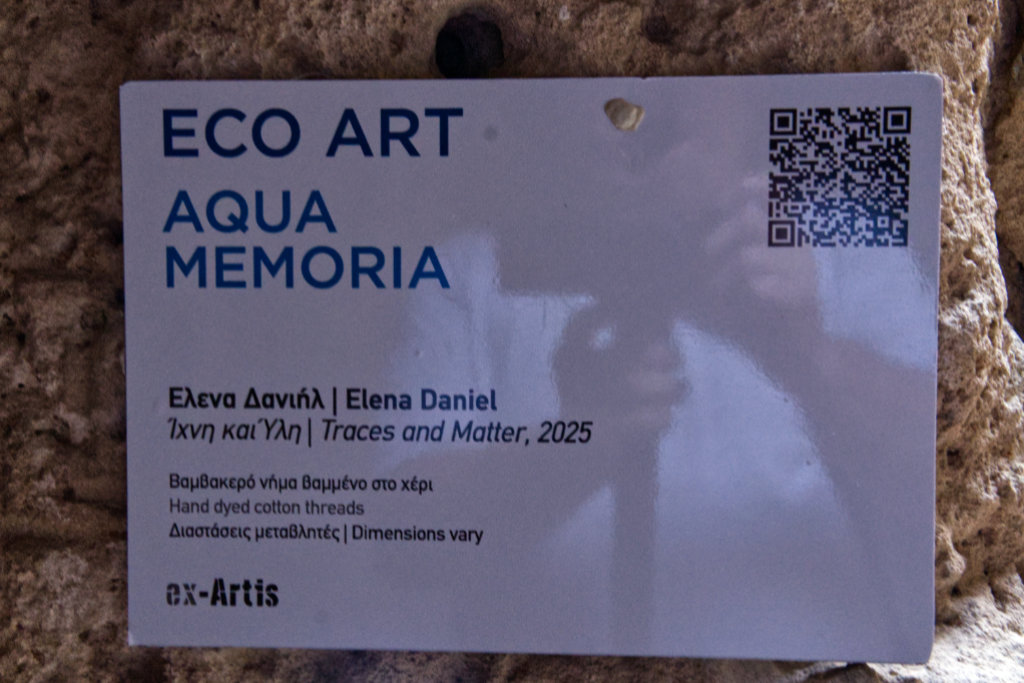 ECO ART
AQUA
MEMORIA
Ελενα Δανιήλ | Elena Daniel
Ίχνη και Ύλη | Traces and Matter, 2025
Βαμβακερό νήμα βαμμένο στο χέρι
Hand dyed cotton threads
Διαστάσεις μεταβλητές | Dimensions vary
ex-Artis